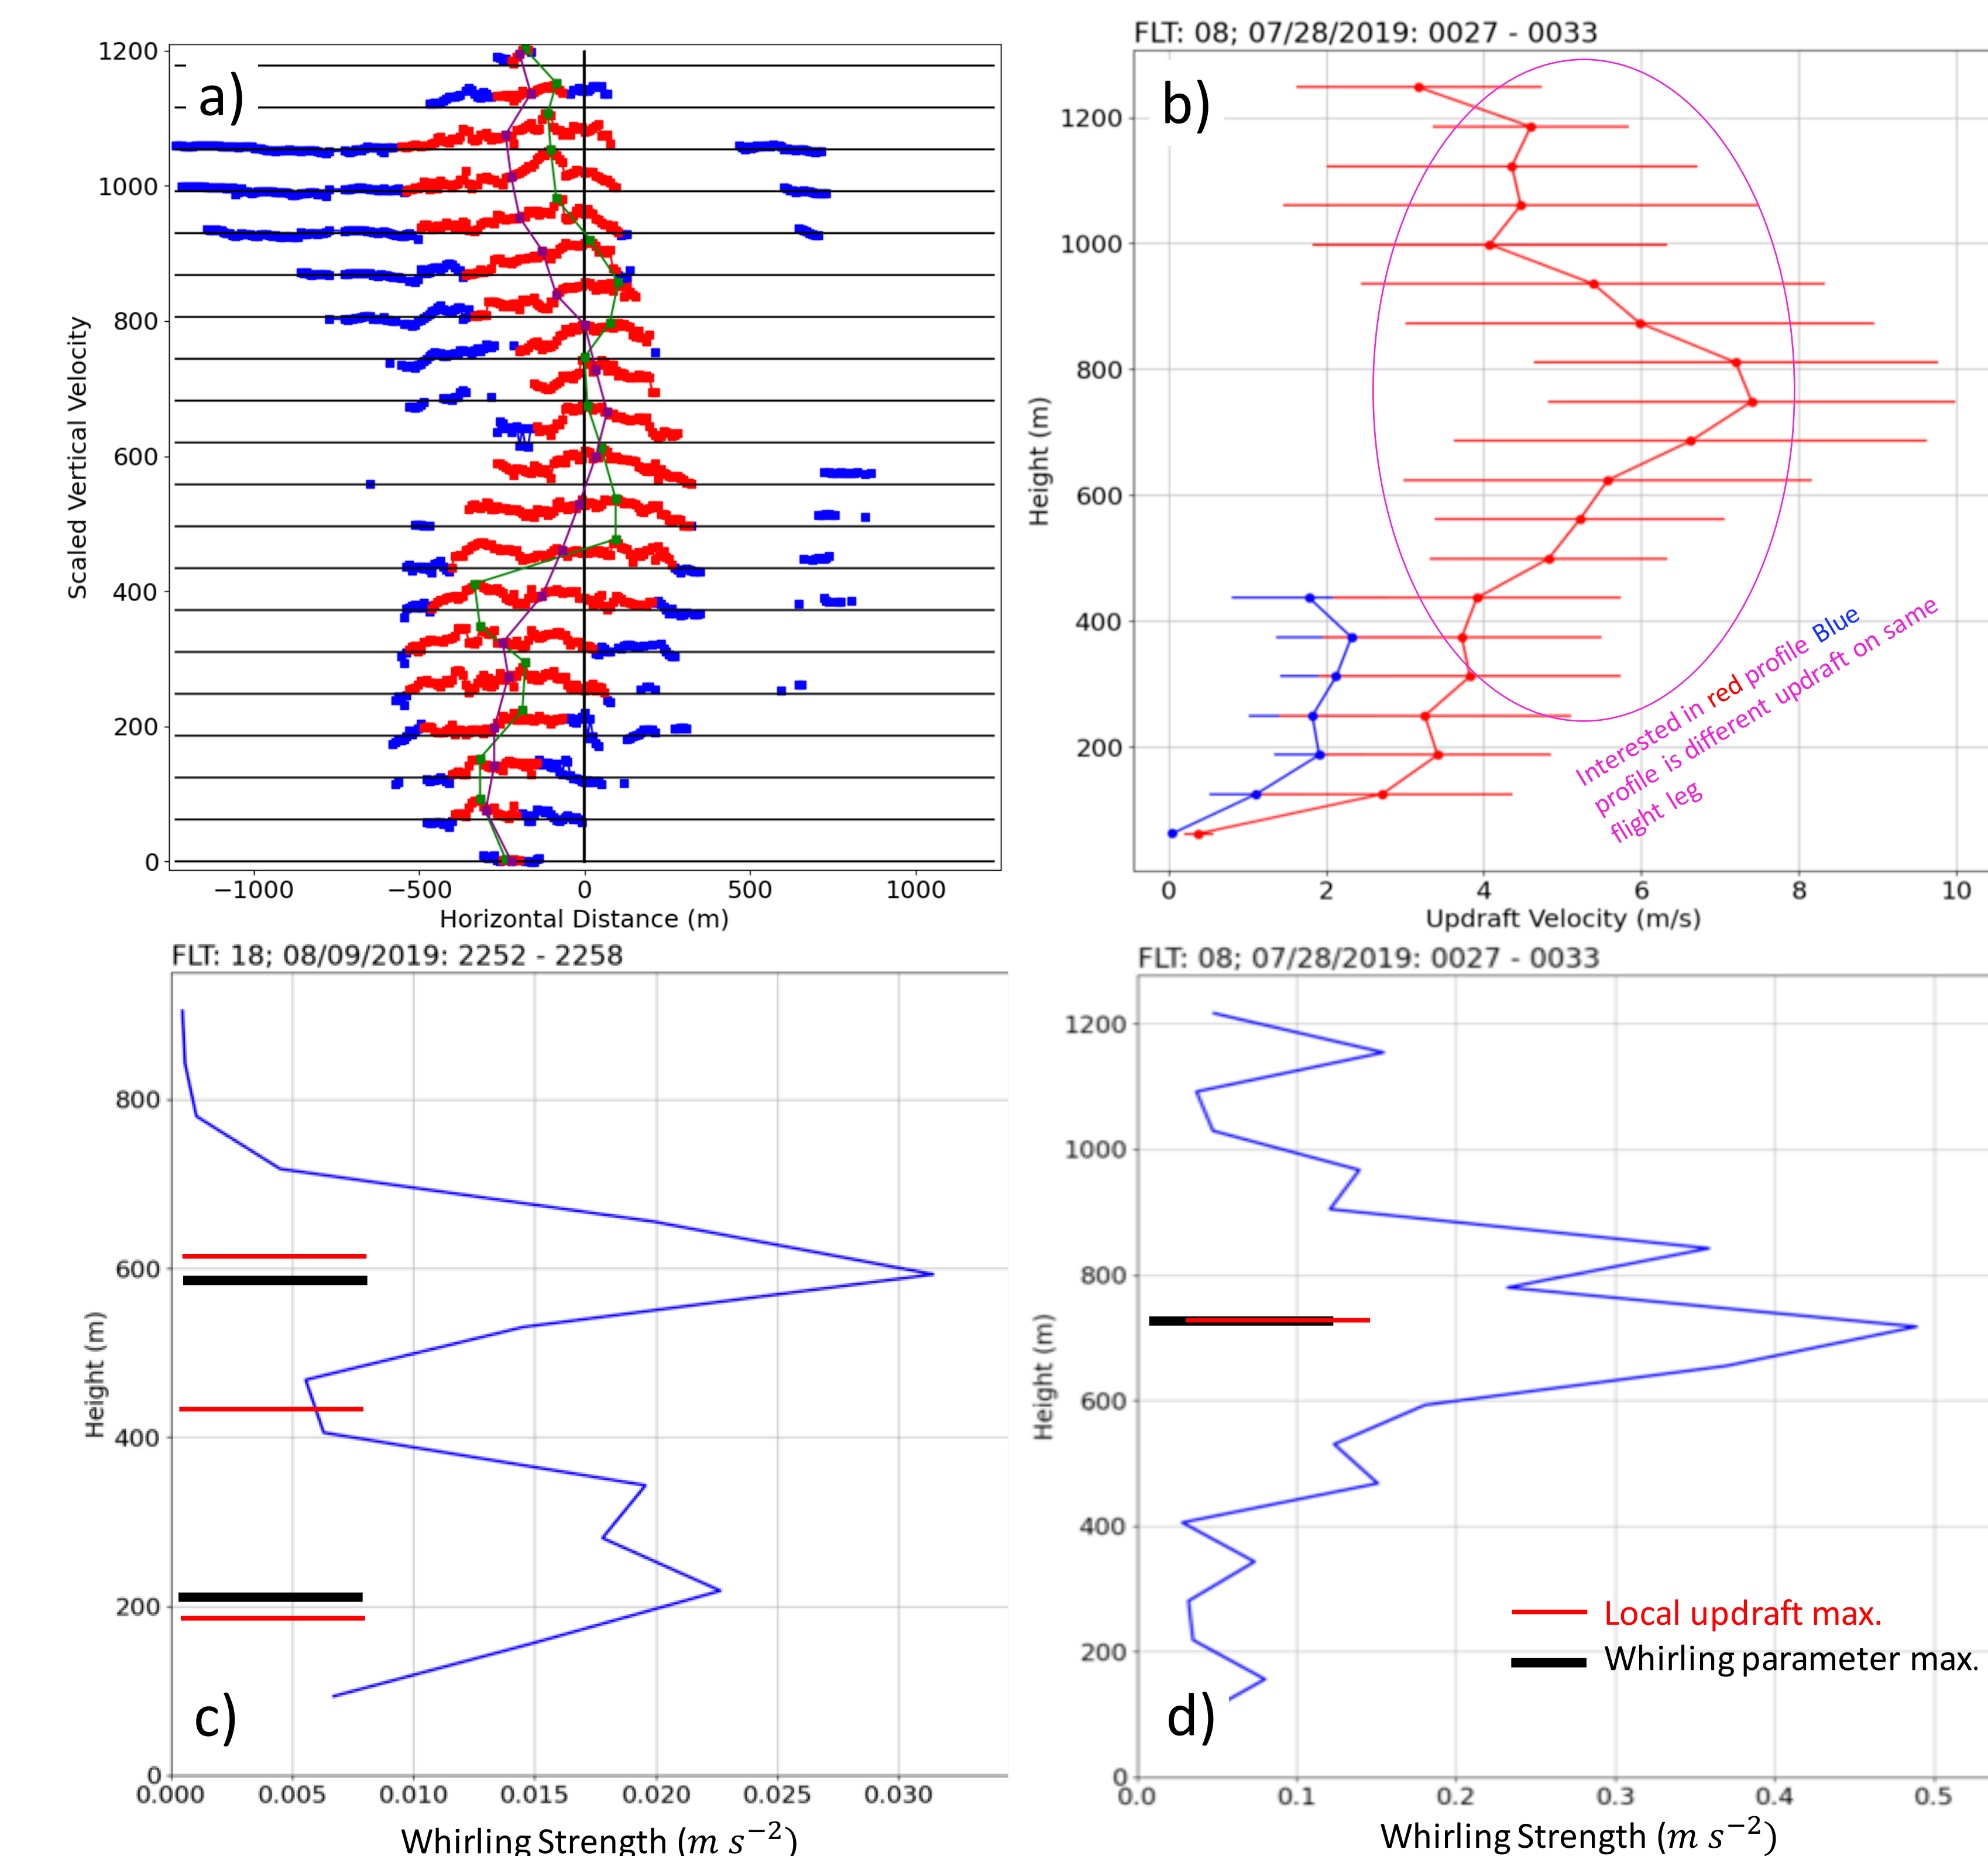 a)
1200
1000
800
600
400
200
0
Scaled Vertical Velocity
−1000
−500
0
500
1000
Horizontal Distance (m)
FLT: 08; 07/28/2019: 0027 - 0033
b)
1200
1000
800
600
400
200
Height (m)
0
2
4
6
8
10
Updraft Velocity (m/s)
Interested in red profile Blue
profile is different updraft on same
flight leg
FLT: 18; 08/09/2019: 2252 - 2258
800
600
400
200
0
Height (m)
c)
0.000
0.005
0.010
0.015
0.020
0.025
0.030
Whirling Strength (m s⁻²)
FLT: 08; 07/28/2019: 0027 - 0033
1200
1000
800
600
400
200
0
Height (m)
d)
Local updraft max.
Whirling parameter max.
0.0
0.1
0.2
0.3
0.4
0.5
Whirling Strength (m s⁻²)